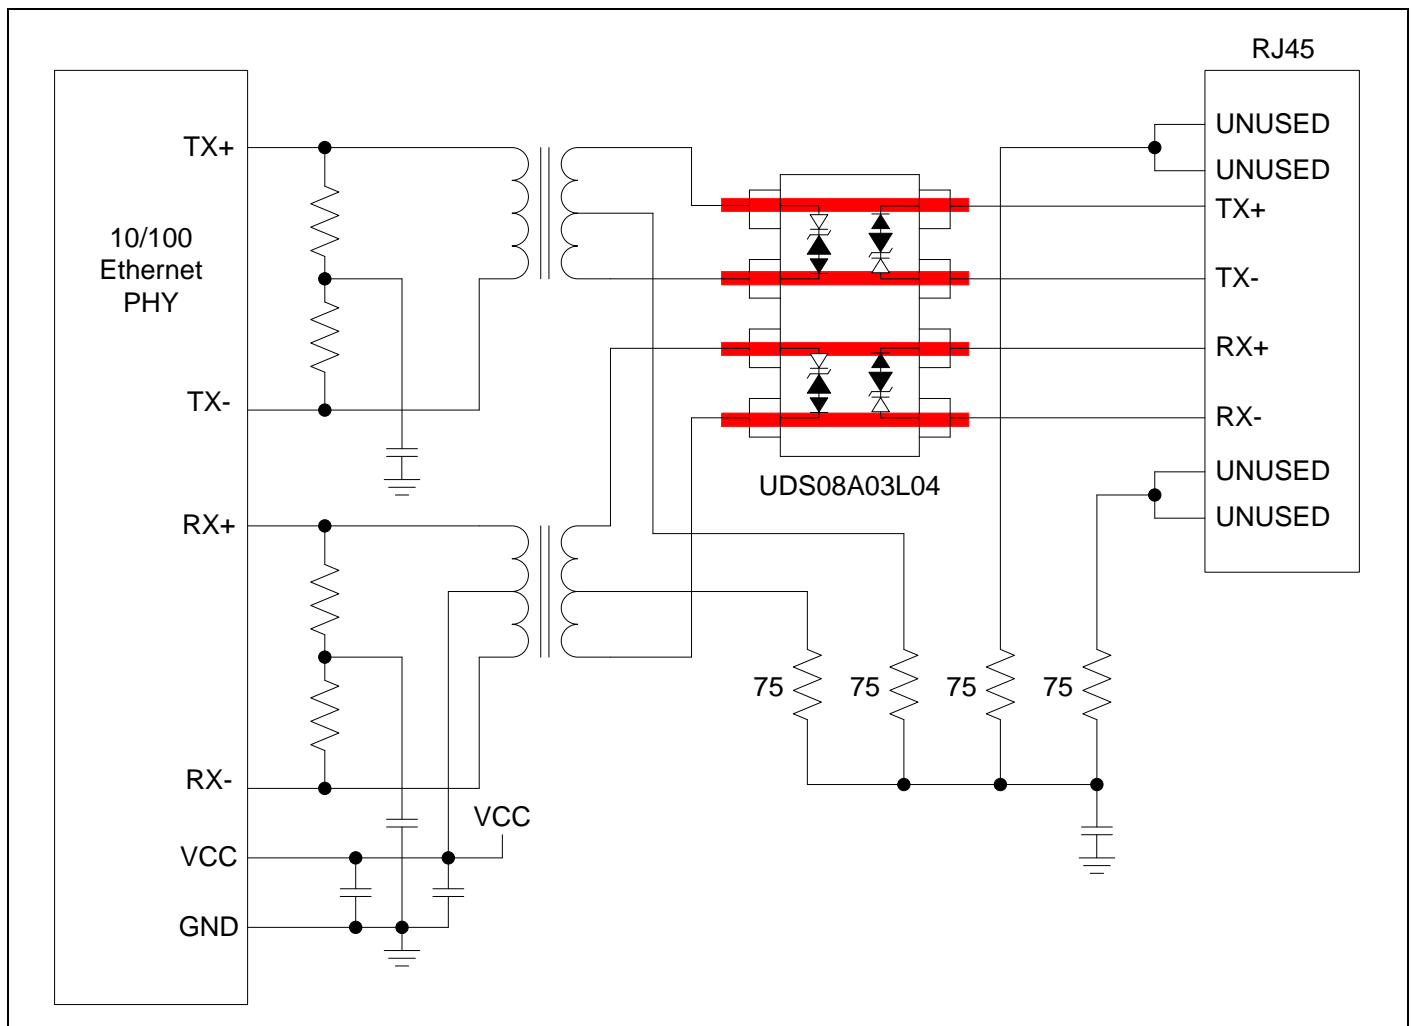 RJ45
10/100
Ethernet
PHY
TX+
TX-
RX+
RX-
VCC
GND
VCC
UDS08A03L04
75
75
75
75
UNUSED
UNUSED
TX+
TX-
RX+
RX-
UNUSED
UNUSED